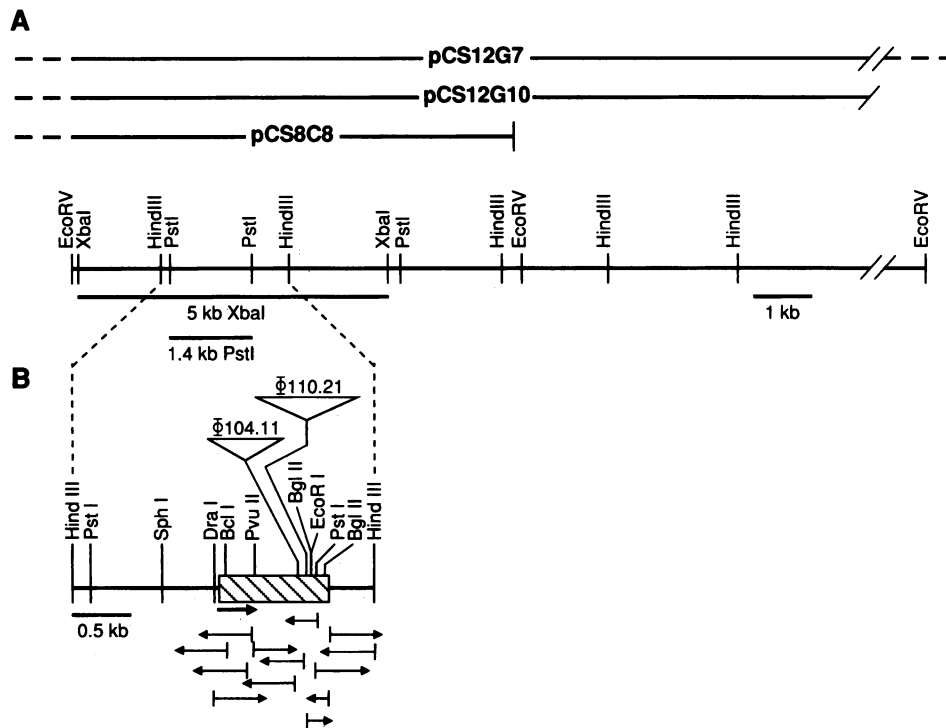 A
pCS12G7
pCS12G10
pCS8C8
EcoRV
XbaI
HindIII
PstI
PstI
HindIII
XbaI
PstI
HindIII
EcoRV
HindIII
HindIII
EcoRV
5 kb XbaI
1 kb
1.4 kb PstI
B
Φ110.21
Φ104.11
Hind III
Pst I
Sph I
Dra I
Bcl I
Pvu II
Bgl II
EcoR I
Pst I
Bgl II
Hind III
0.5 kb